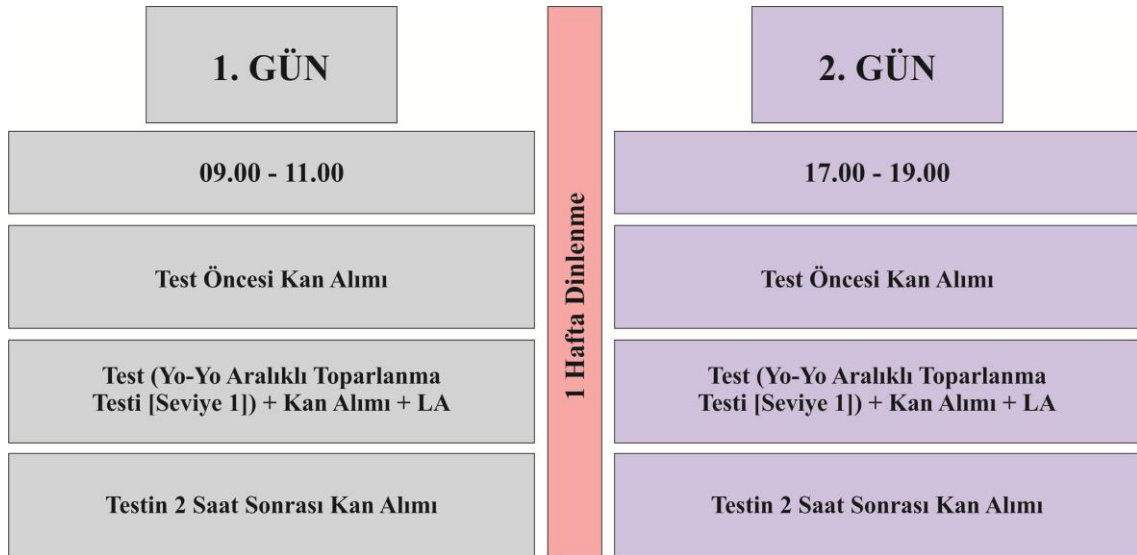 1. GÜN
09.00 - 11.00
Test Öncesi Kan Alımı
Test (Yo-Yo Aralıklı Toparlanma
Testi [Seviye 1]) + Kan Alımı + LA
Testin 2 Saat Sonrası Kan Alımı
1 Hafta Dinlenme
2. GÜN
17.00 - 19.00
Test Öncesi Kan Alımı
Test (Yo-Yo Aralıklı Toparlanma
Testi [Seviye 1]) + Kan Alımı + LA
Testin 2 Saat Sonrası Kan Alımı